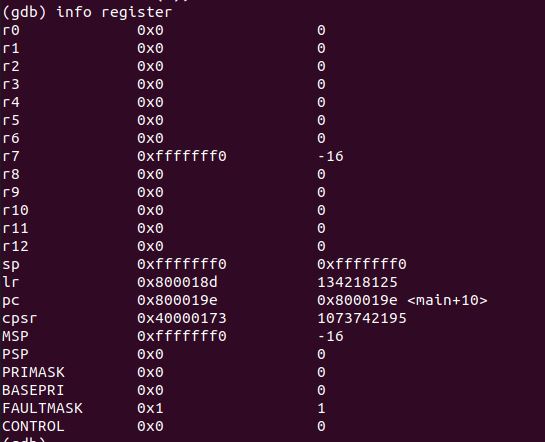 (gdb) info register
r0 0x0 0
r1 0x0 0
r2 0x0 0
r3 0x0 0
r4 0x0 0
r5 0x0 0
r6 0x0 0
r7 0xfffffff0 -16
r8 0x0 0
r9 0x0 0
r10 0x0 0
r11 0x0 0
r12 0x0 0
sp 0xfffffff0 0xfffffff0
lr 0x800018d 134218125
pc 0x800019e 0x800019e <main+10>
cpsr 0x40000173 1073742195
MSP 0xfffffff0 -16
PSP 0x0 0
PRIMASK 0x0 0
BASEPRI 0x0 0
FAULTMASK 0x1 1
CONTROL 0x0 0
(gdb)